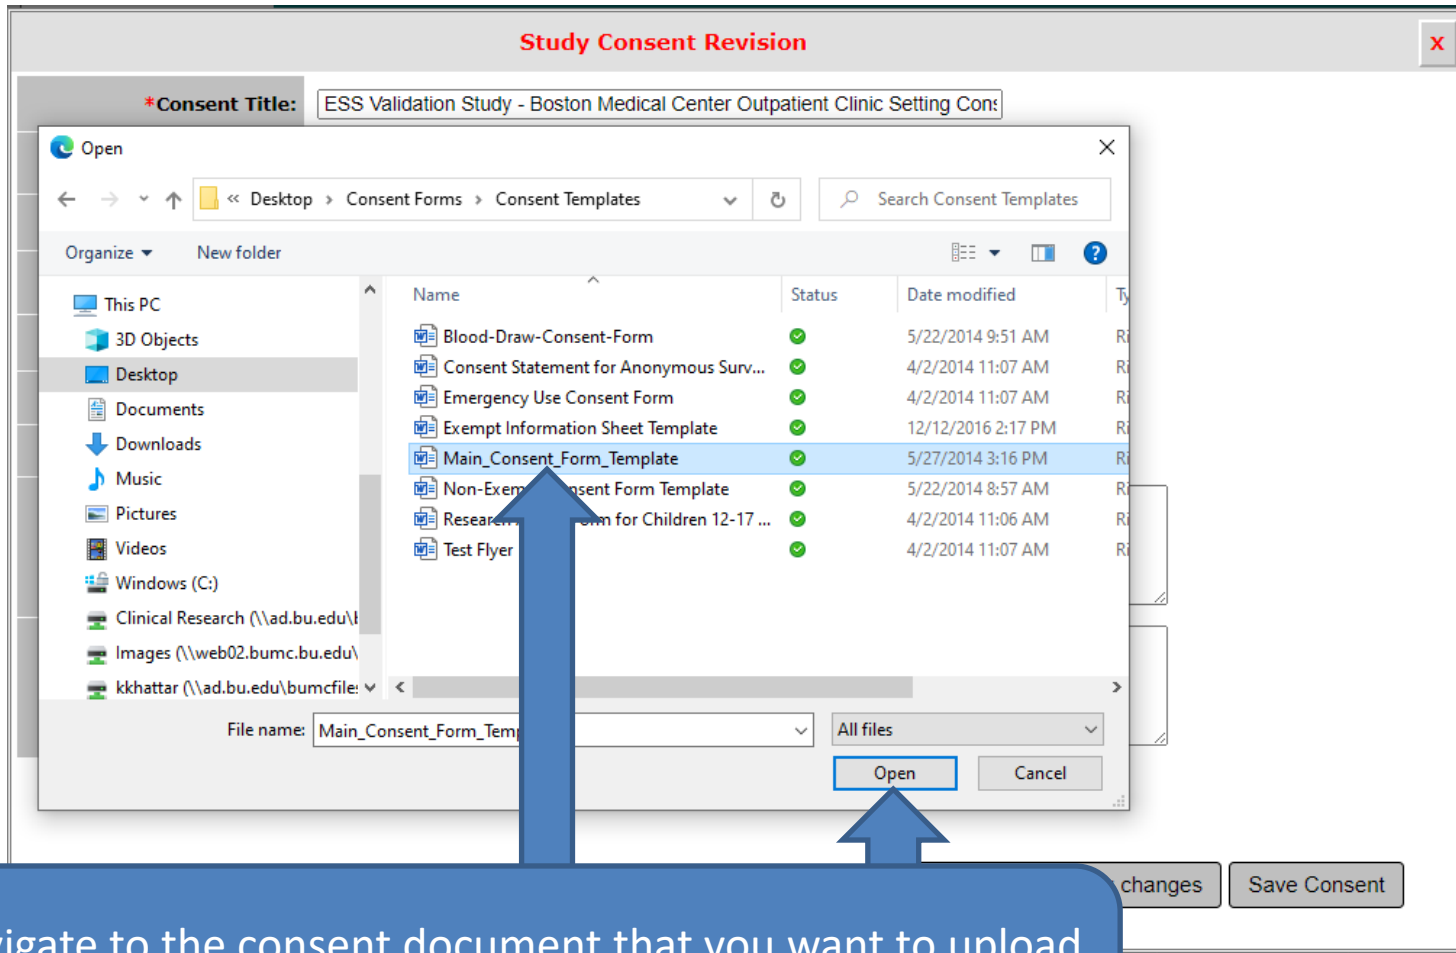 Study Consent Revision
X
*Consent Title: ESS Validation Study - Boston Medical Center Outpatient Clinic Setting
Open
« Desktop › Consent Forms › Consent Templates
Search Consent Templates
Organize
New folder
?
Name Status Date modified
This PC
3D Objects
Desktop
Documents
Downloads
Music
Pictures
Videos
Windows (C:)
Clinical Research (\\ad.bu.edu\
Images (\\web02.bumc.bu.edu\
kkhattar (\\ad.bu.edu\bumcfile
Blood-Draw-Consent-Form 5/22/2014 9:51 AM
Consent Statement for Anonymous Surv... 4/2/2014 11:07 AM
Emergency Use Consent Form 4/2/2014 11:07 AM
Exempt Information Sheet Template 12/12/2016 2:17 PM
Main_Consent_Form_Template 5/27/2014 3:16 PM
Form Template 5/22/2014 8:57 AM
for Children 12-17 ... 4/2/2014 11:06 AM
Test Flyer 4/2/2014 11:07 AM
File name: Main_Consent_Form_Temp
All files
Open
Cancel
changes
Save Consent
to the consent document that you want to upload